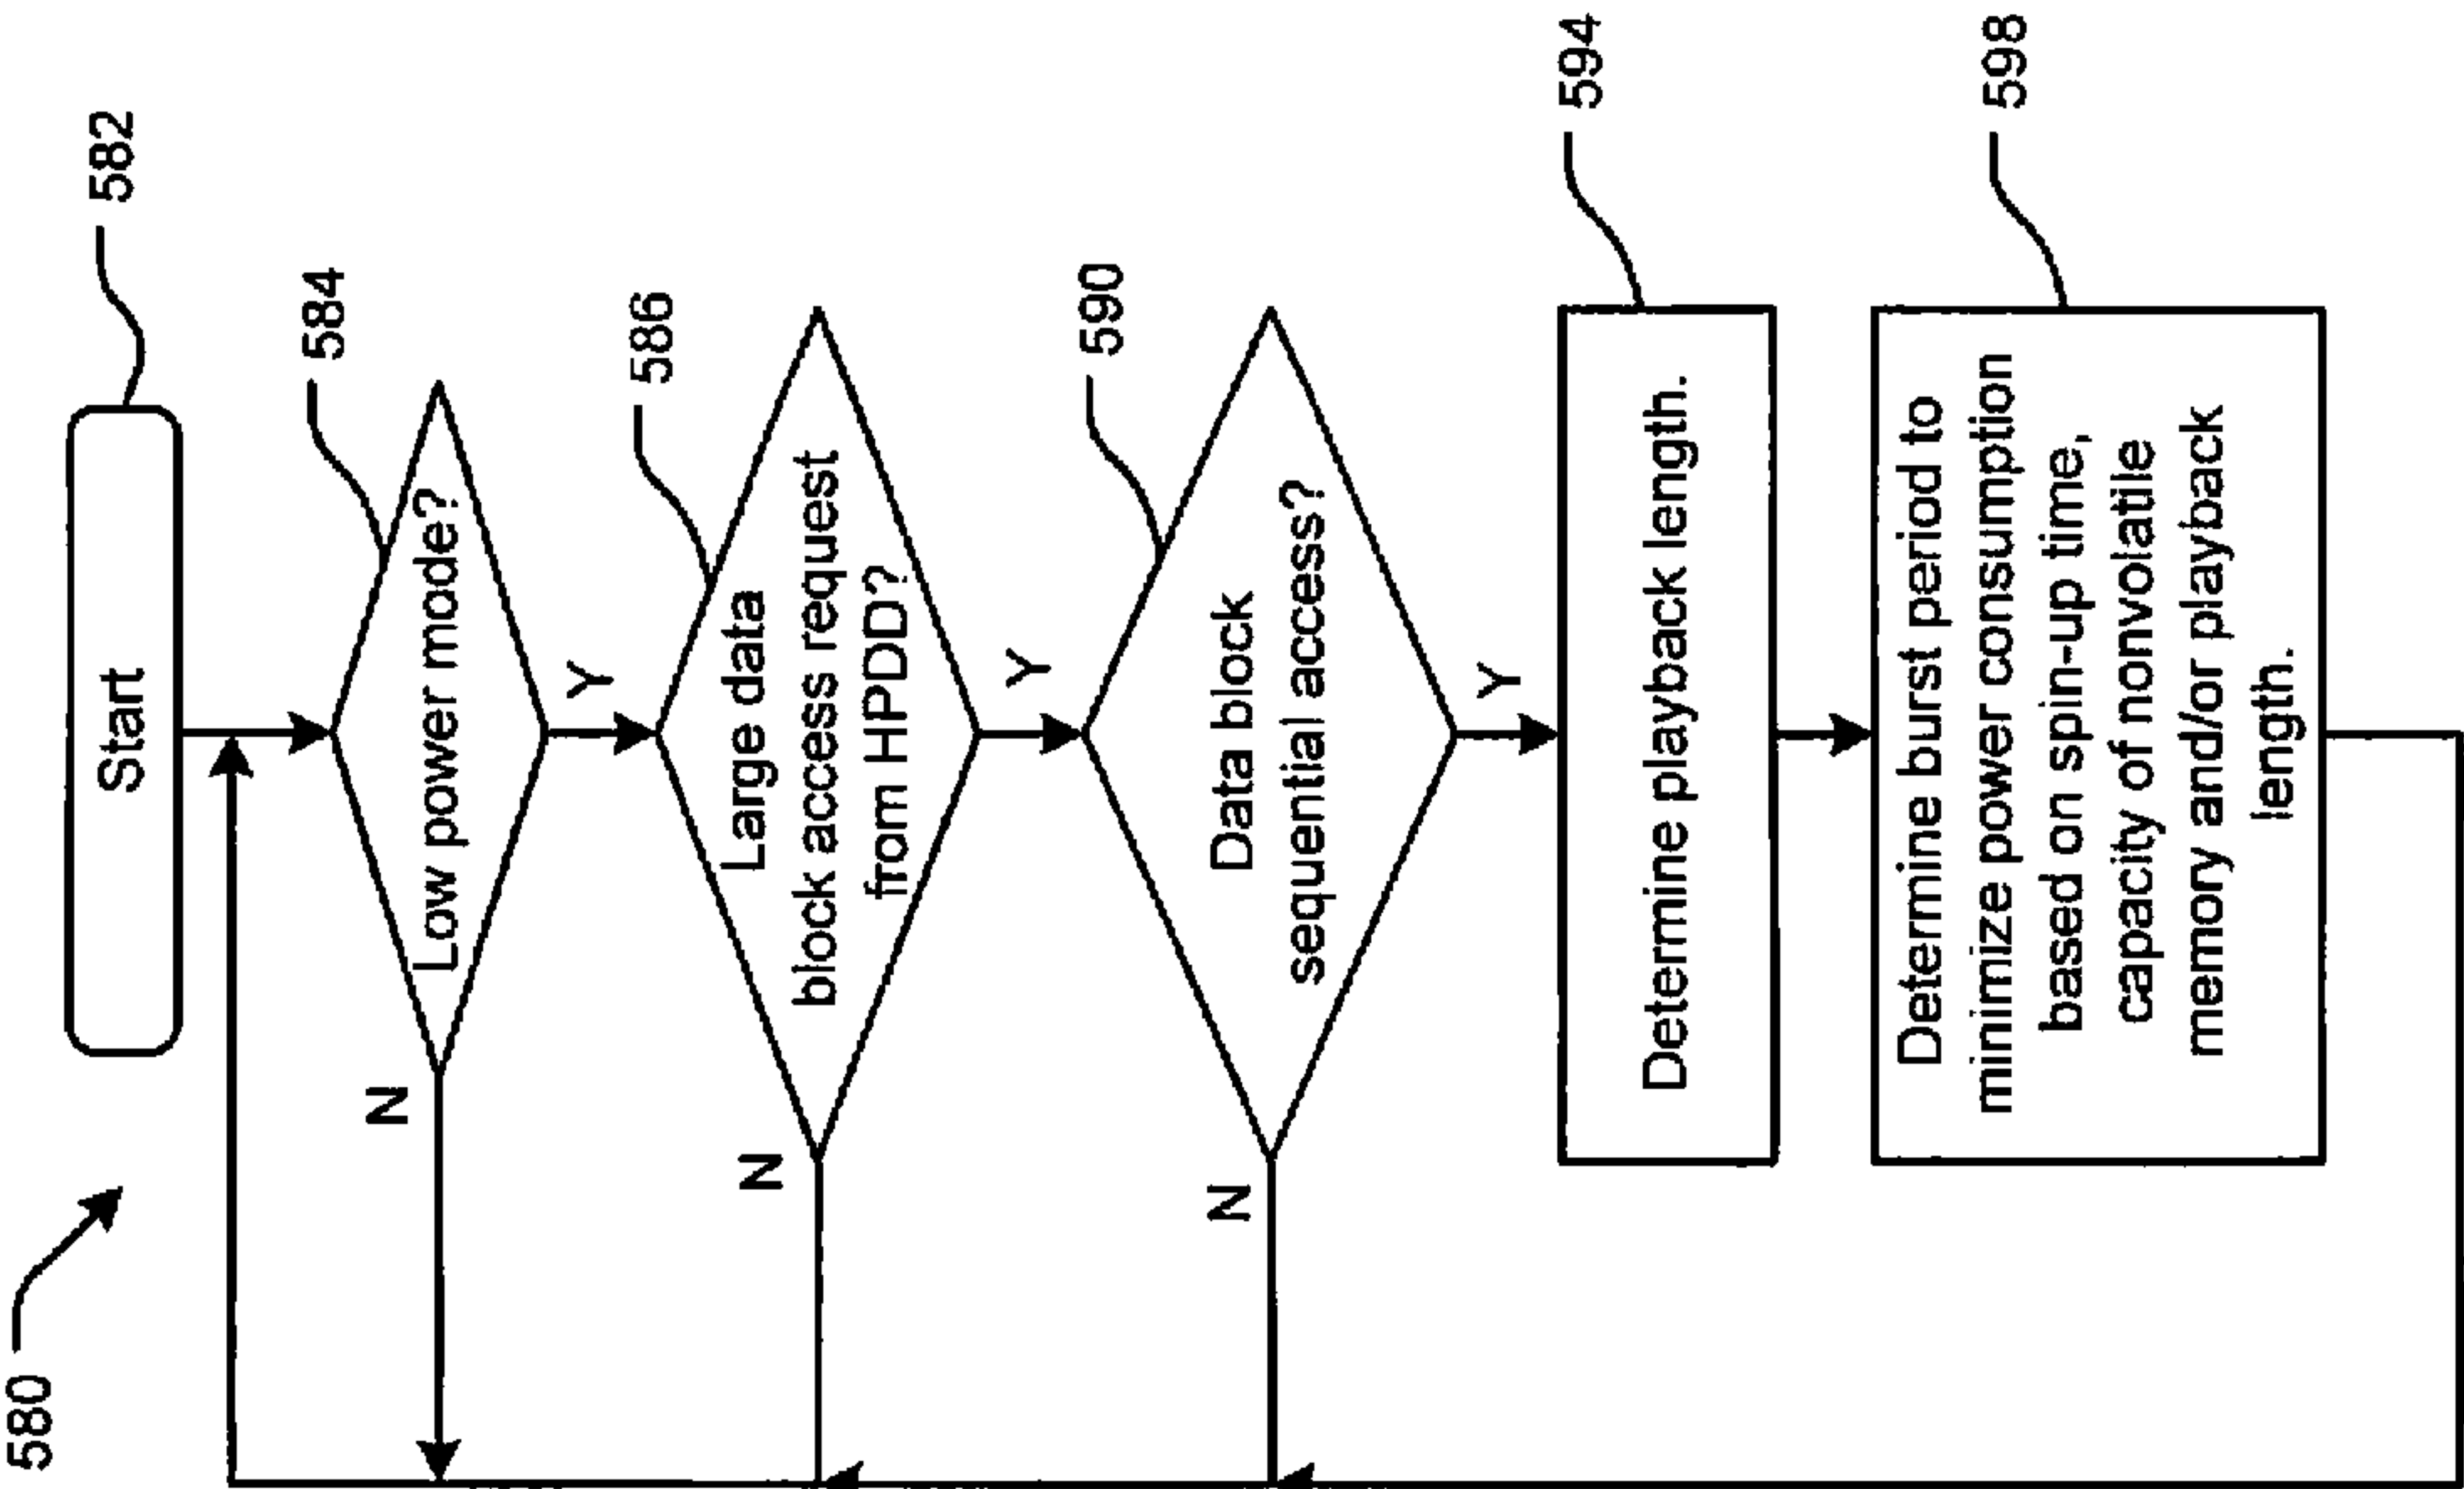 580
Start
582
Low power mode?
584
N
Y
Large data
block access request
from HPDD?
586
N
Y
Data block
sequential access?
590
N
Y
Determine playback length.
594
Determine burst period to
minimize power consumption
based on spin-up time,
capacity of nonvolatile
memory and/or playback
length.
598